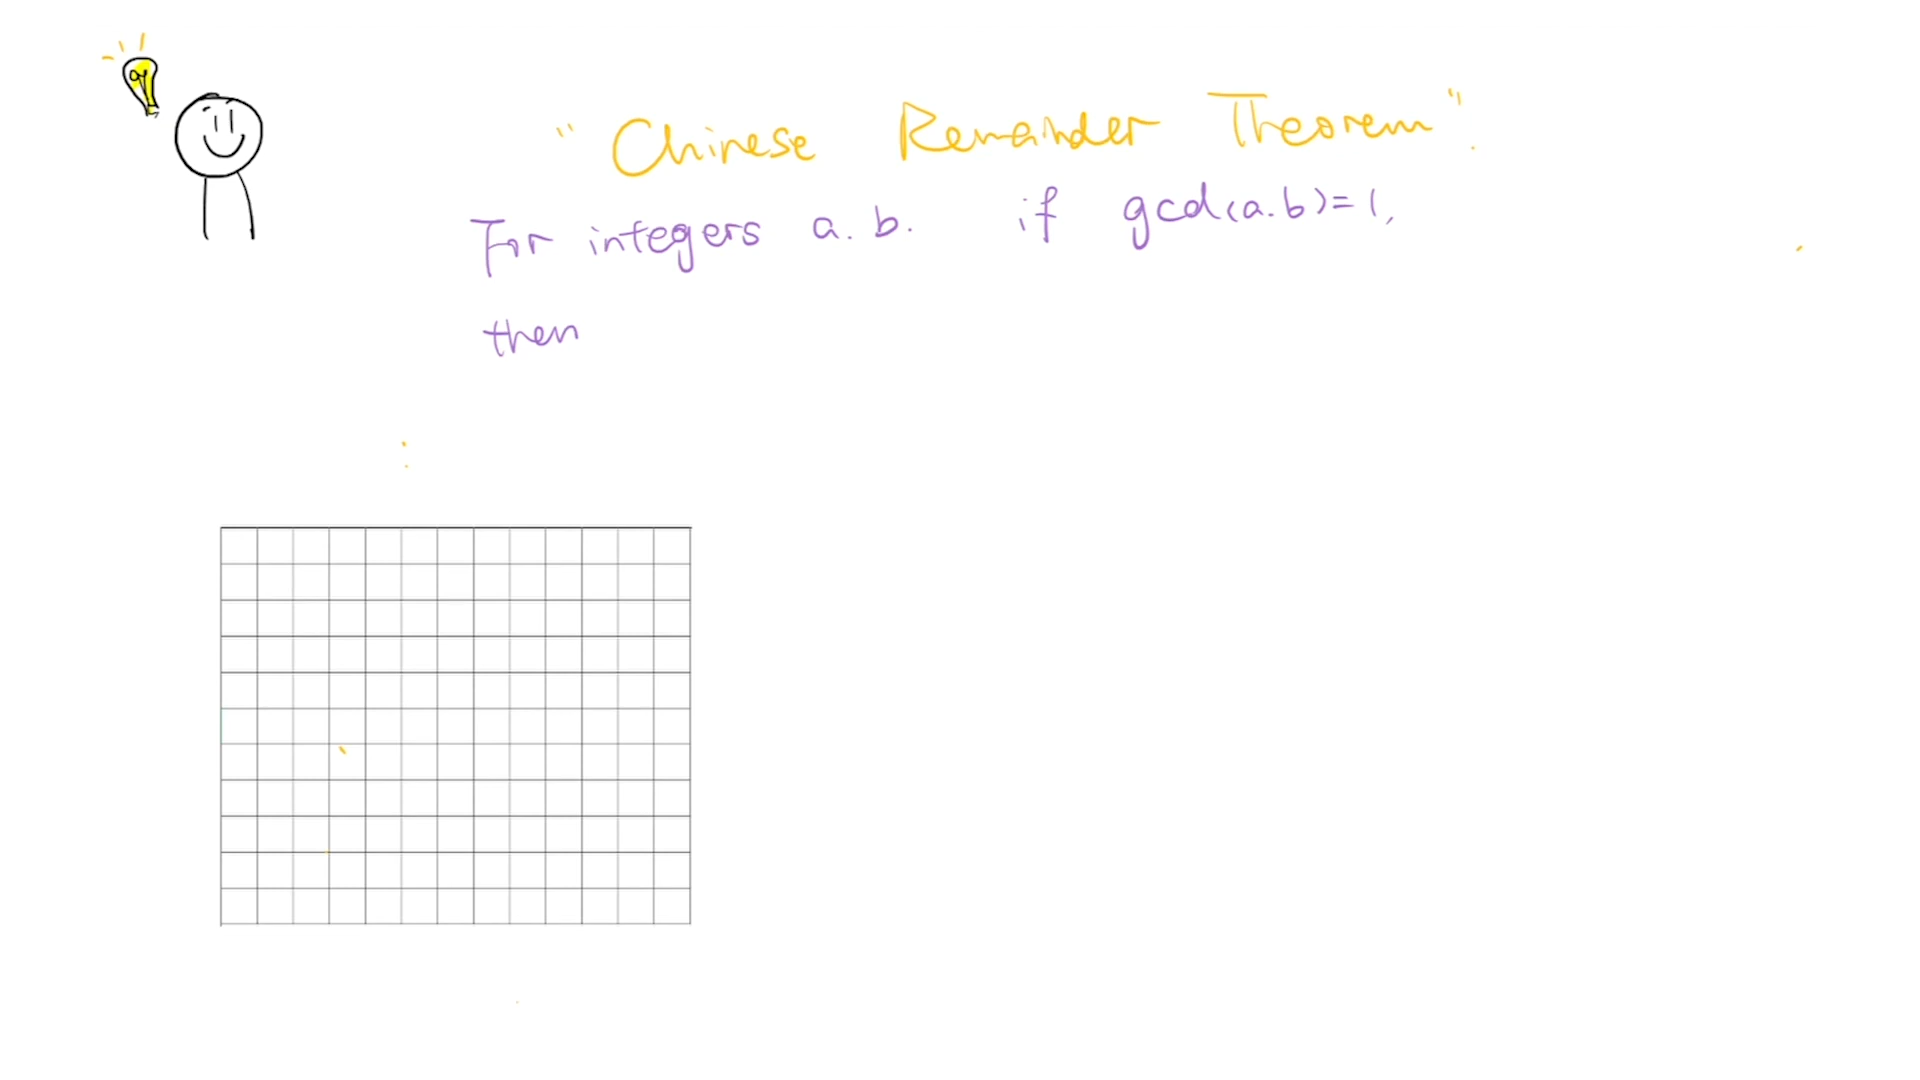 "Chinese Remainder Theorem".
For integers a.b. if gcd(a.b)=1,
then